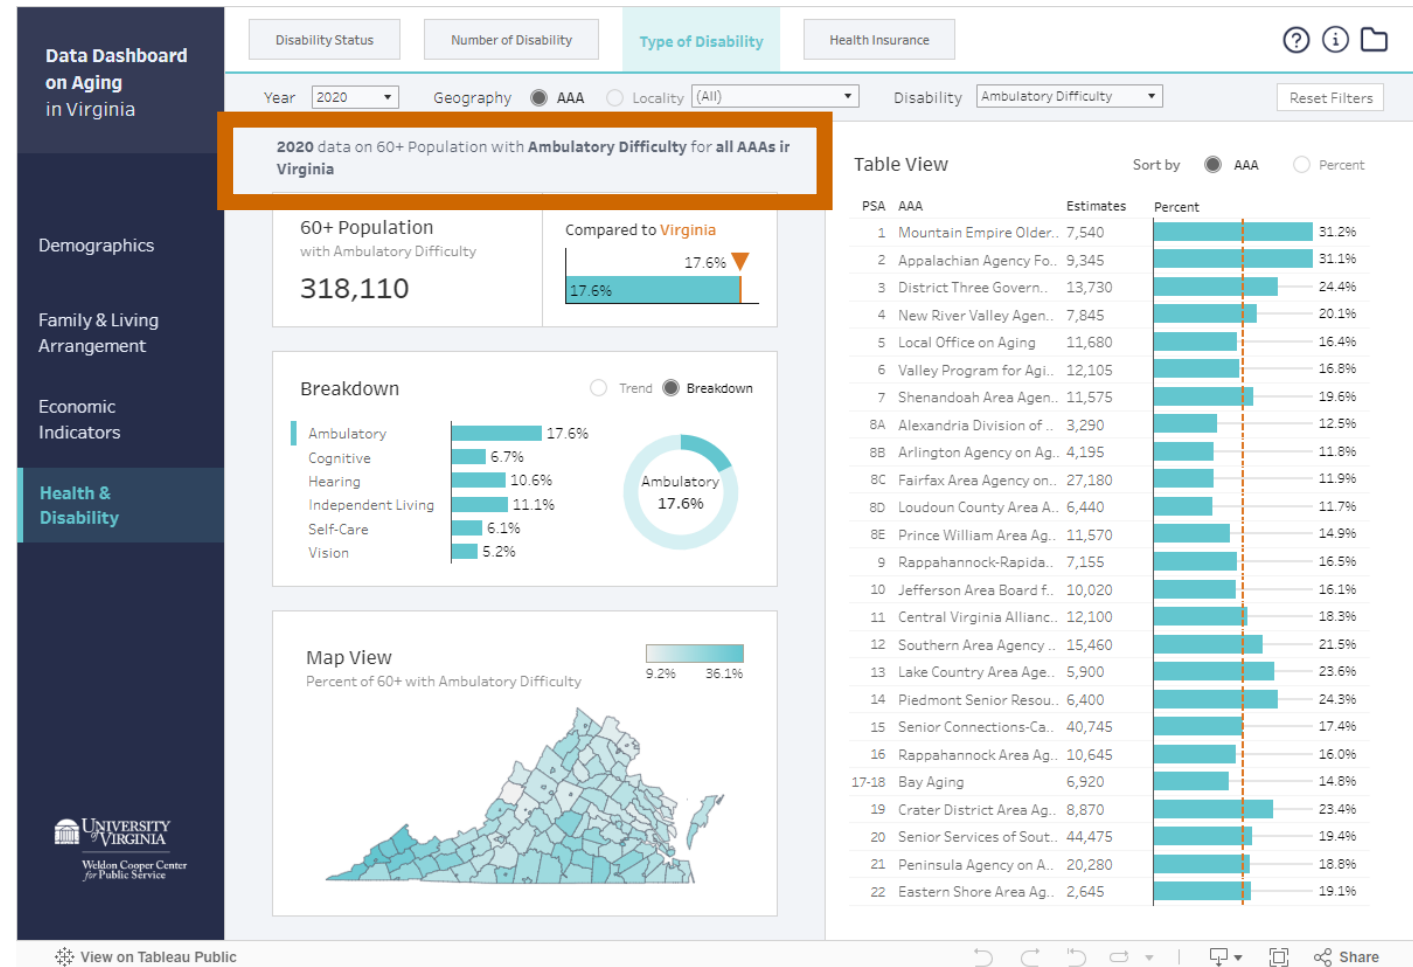 Data Dashboard
on Aging
in Virginia
Demographics
Family & Living
Arrangement
Economic
Indicators
Health &
Disability
UNIVERSITY
of VIRGINIA
Weldon Cooper Center
for Public Service
Disability Status
Number of Disability
Type of Disability
Health Insurance
Year 2020 Geography AAA Locality (All) Disability Ambulatory Difficulty Reset Filters
2020 data on 60+ Population with Ambulatory Difficulty for all AAAs in
Virginia
60+ Population
with Ambulatory Difficulty
318,110
Compared to Virginia
17.6%
17.6%
Breakdown
Trend Breakdown
Ambulatory 17.6%
Cognitive 6.7%
Hearing 10.6%
Independent Living 11.1%
Self-Care 6.1%
Vision 5.2%
Ambulatory
17.6%
Map View
Percent of 60+ with Ambulatory Difficulty
9.2% 36.1%
Table View
Sort by AAA Percent
PSA AAA Estimates Percent
1 Mountain Empire Older.. 7,540 31.2%
2 Appalachian Agency Fo.. 9,345 31.1%
3 District Three Govern.. 13,730 24.4%
4 New River Valley Agen.. 7,845 20.1%
5 Local Office on Aging 11,680 16.4%
6 Valley Program for Agi.. 12,105 16.8%
7 Shenandoah Area Agen.. 11,575 19.6%
8A Alexandria Division of .. 3,290 12.5%
8B Arlington Agency on Ag.. 4,195 11.8%
8C Fairfax Area Agency on.. 27,180 11.9%
8D Loudoun County Area A.. 6,440 11.7%
8E Prince William Area Ag.. 11,570 14.9%
9 Rappahannock-Rapida.. 7,155 16.5%
10 Jefferson Area Board f.. 10,020 16.1%
11 Central Virginia Allianc.. 12,100 18.3%
12 Southern Area Agency .. 15,460 21.5%
13 Lake Country Area Age.. 5,900 23.6%
14 Piedmont Senior Resou.. 6,400 24.3%
15 Senior Connections-Ca.. 40,745 17.4%
16 Rappahannock Area Ag.. 10,645 16.0%
17-18 Bay Aging 6,920 14.8%
19 Crater District Area Ag.. 8,870 23.4%
20 Senior Services of Sout.. 44,475 19.4%
21 Peninsula Agency on A.. 20,280 18.8%
22 Eastern Shore Area Ag.. 2,645 19.1%
View on Tableau Public
Share